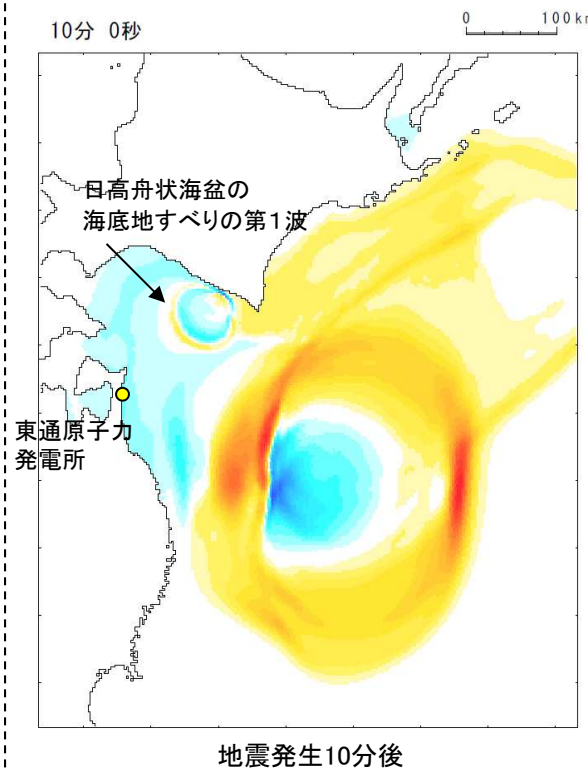 10分 0秒
0 100km
日高舟状海盆の
海底地すべりの第1波
東通原子力
発電所
地震発生10分後